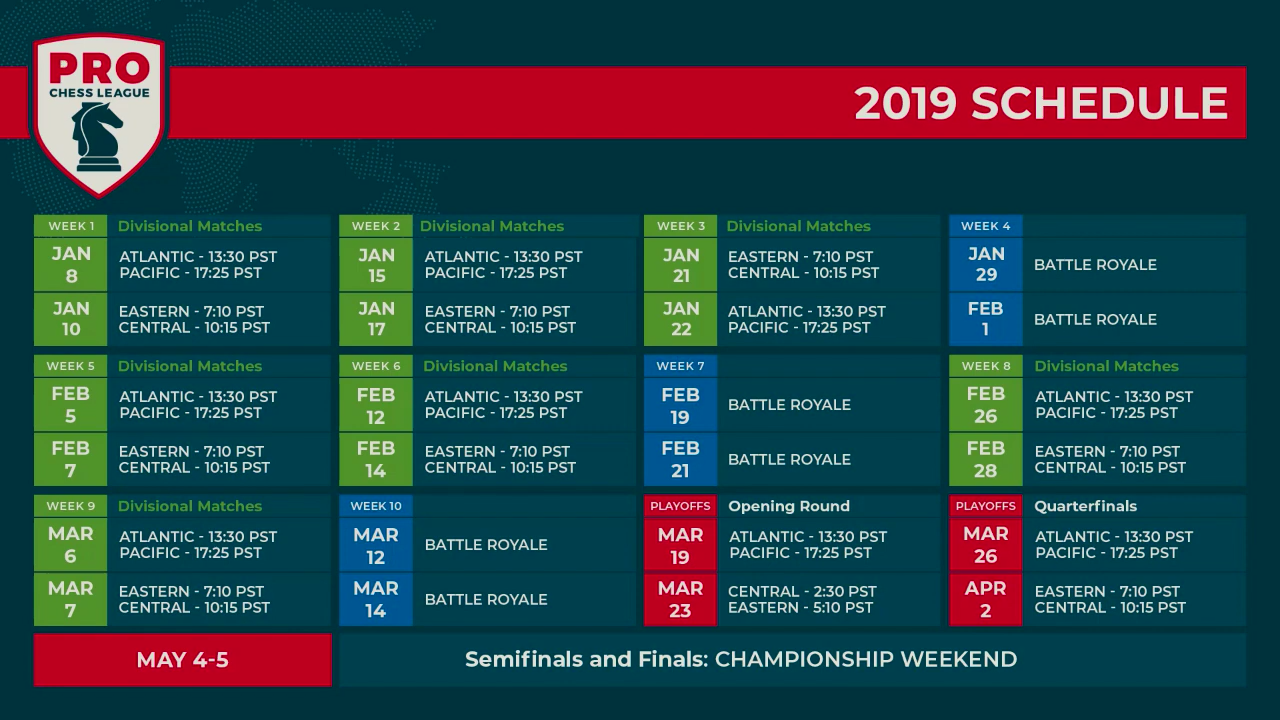 PRO
CHESS LEAGUE
2019 SCHEDULE
WEEK 1 Divisional Matches
JAN 8
ATLANTIC - 13:30 PST
PACIFIC - 17:25 PST
JAN 10
EASTERN - 7:10 PST
CENTRAL - 10:15 PST
WEEK 2 Divisional Matches
JAN 15
ATLANTIC - 13:30 PST
PACIFIC - 17:25 PST
JAN 17
EASTERN - 7:10 PST
CENTRAL - 10:15 PST
WEEK 3 Divisional Matches
JAN 21
EASTERN - 7:10 PST
CENTRAL - 10:15 PST
JAN 22
ATLANTIC - 13:30 PST
PACIFIC - 17:25 PST
WEEK 4
JAN 29
BATTLE ROYALE
FEB 1
BATTLE ROYALE
WEEK 5 Divisional Matches
FEB 5
ATLANTIC - 13:30 PST
PACIFIC - 17:25 PST
FEB 7
EASTERN - 7:10 PST
CENTRAL - 10:15 PST
WEEK 6 Divisional Matches
FEB 12
ATLANTIC - 13:30 PST
PACIFIC - 17:25 PST
FEB 14
EASTERN - 7:10 PST
CENTRAL - 10:15 PST
WEEK 7
FEB 19
BATTLE ROYALE
FEB 21
BATTLE ROYALE
WEEK 8 Divisional Matches
FEB 26
ATLANTIC - 13:30 PST
PACIFIC - 17:25 PST
FEB 28
EASTERN - 7:10 PST
CENTRAL - 10:15 PST
WEEK 9 Divisional Matches
MAR 6
ATLANTIC - 13:30 PST
PACIFIC - 17:25 PST
MAR 7
EASTERN - 7:10 PST
CENTRAL - 10:15 PST
WEEK 10
MAR 12
BATTLE ROYALE
MAR 14
BATTLE ROYALE
PLAYOFFS Opening Round
MAR 19
ATLANTIC - 13:30 PST
PACIFIC - 17:25 PST
MAR 23
CENTRAL - 2:30 PST
EASTERN - 5:10 PST
PLAYOFFS Quarterfinals
MAR 26
ATLANTIC - 13:30 PST
PACIFIC - 17:25 PST
APR 2
EASTERN - 7:10 PST
CENTRAL - 10:15 PST
MAY 4-5
Semifinals and Finals: CHAMPIONSHIP WEEKEND